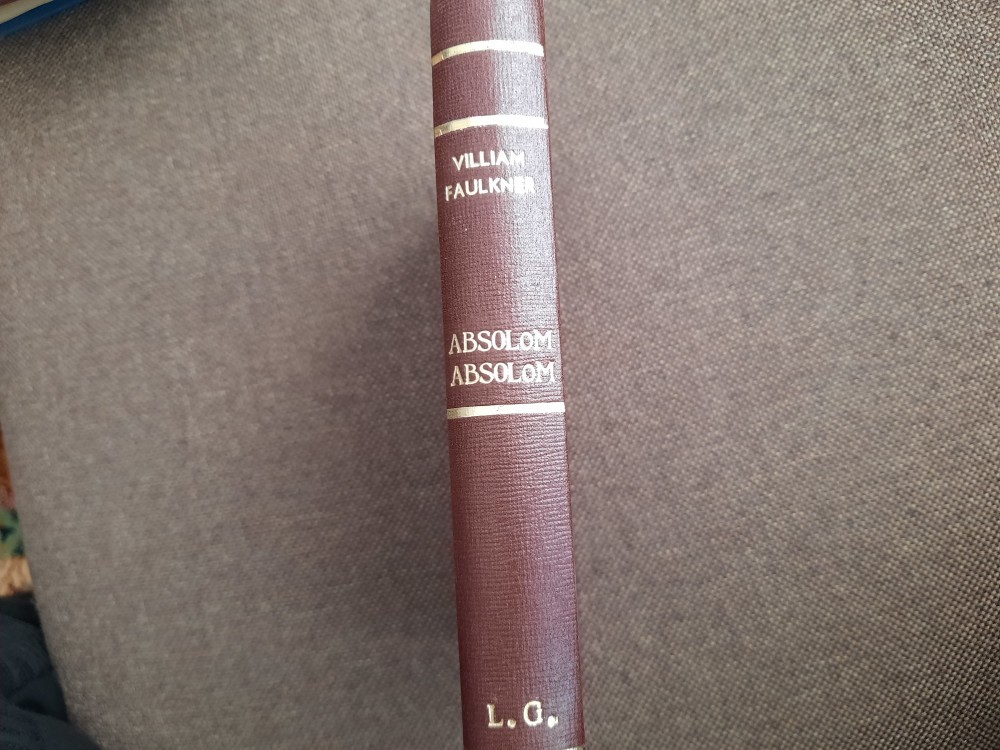 VILLIAM
FAULKNER
ABSOLOM
ABSOLOM
L. G.